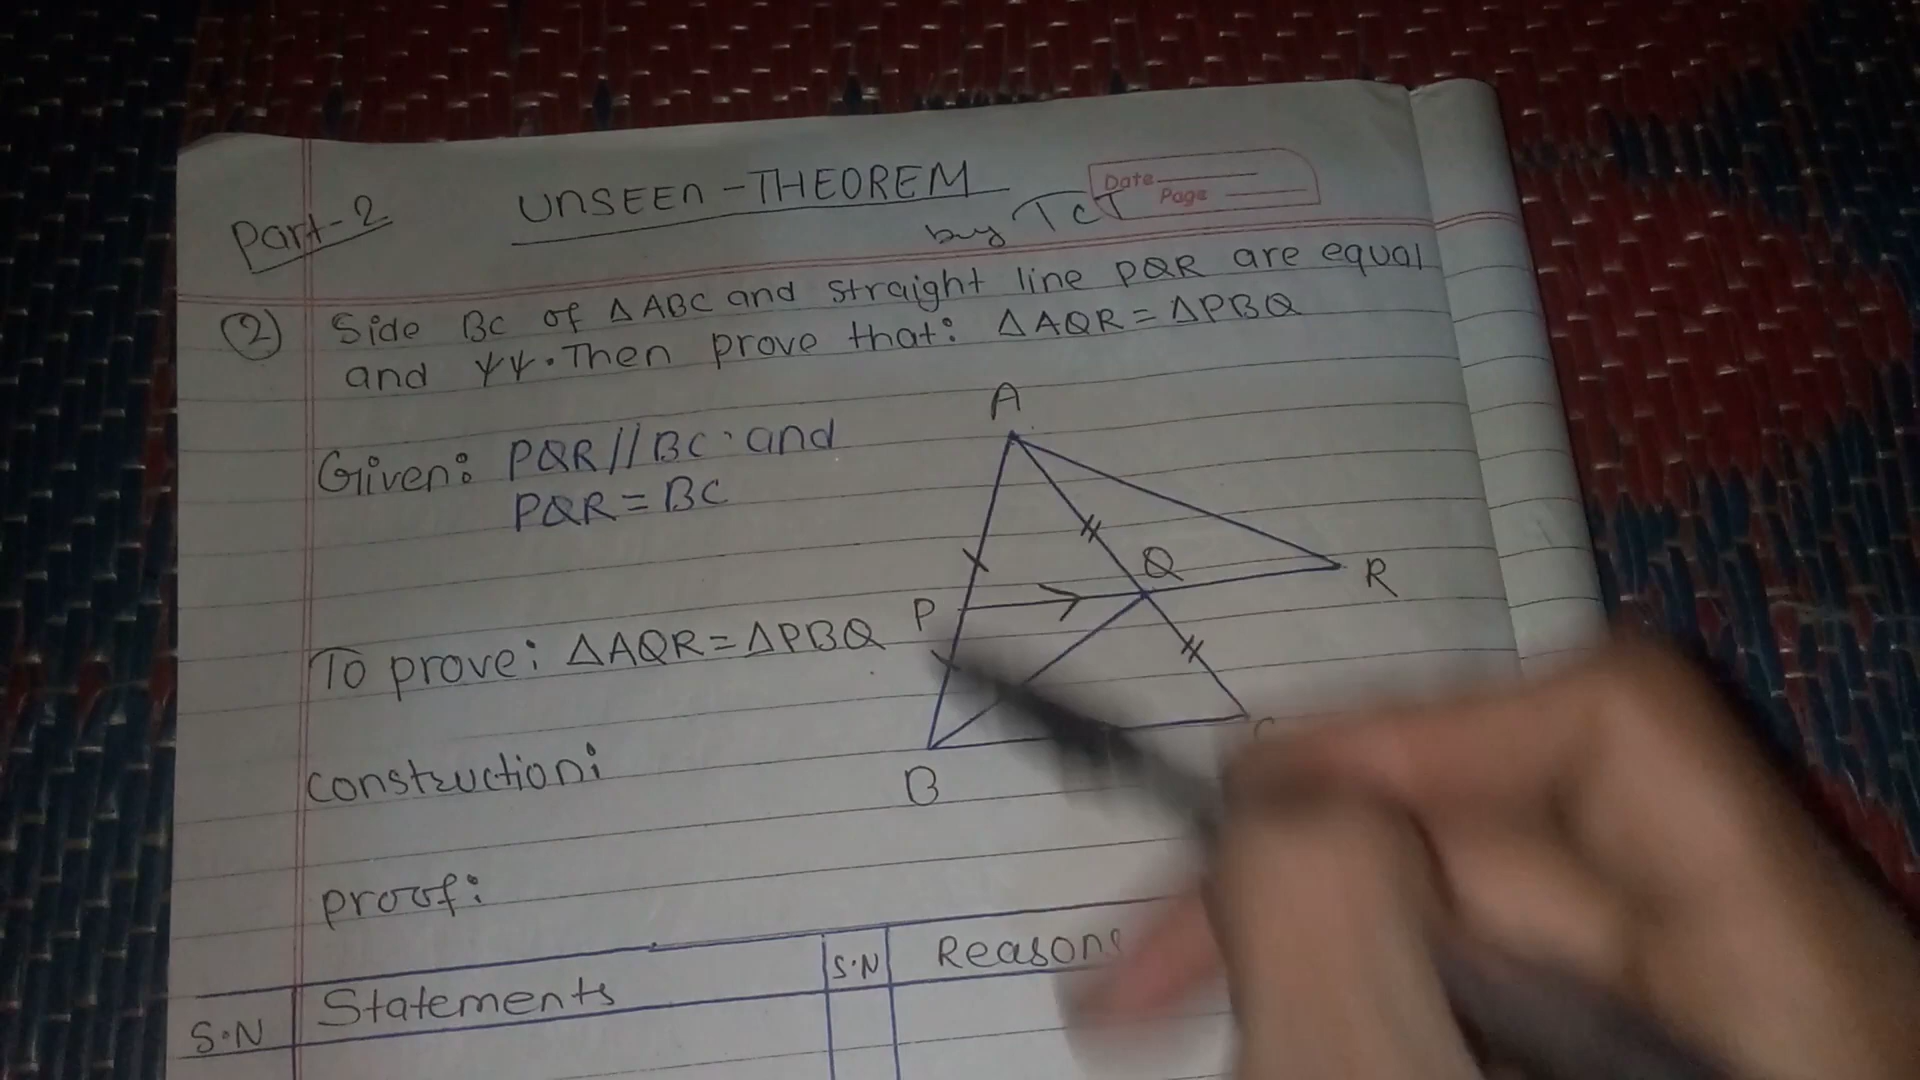 Part-2
UNSEEn-THEOREM
by TCT
Date
Page
② Side BC of ΔABC and straight line PQR are equal
and . Then prove that: ΔAQR = ΔPBQ
Given: PQR//BC and
PQR = BC
To prove: ΔAQR = ΔPBQ
construction:
proof:
S.N Statements S.N Reasons
A
P
Q
R
B